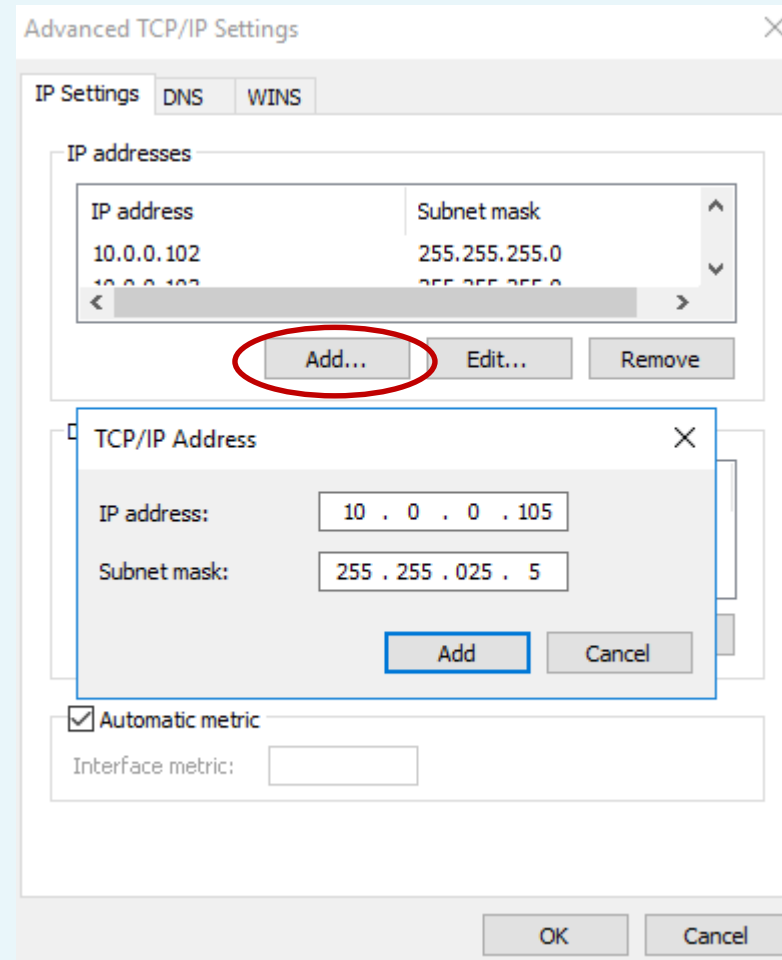 Advanced TCP/IP Settings
IP Settings DNS WINS
IP addresses
IP address Subnet mask
10.0.0.102 255.255.255.0
Add... Edit... Remove
TCP/IP Address
IP address: 10 . 0 . 0 . 105
Subnet mask: 255 . 255 . 025 . 5
Add Cancel
Automatic metric
Interface metric:
OK Cancel